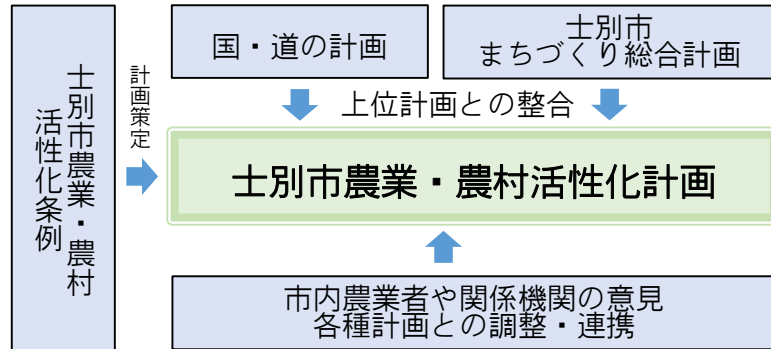 士別市農業・農村
活性化条例
計画策定
国・道の計画
士別市
まちづくり総合計画
上位計画との整合
士別市農業・農村活性化計画
市内農業者や関係機関の意見
各種計画との調整・連携